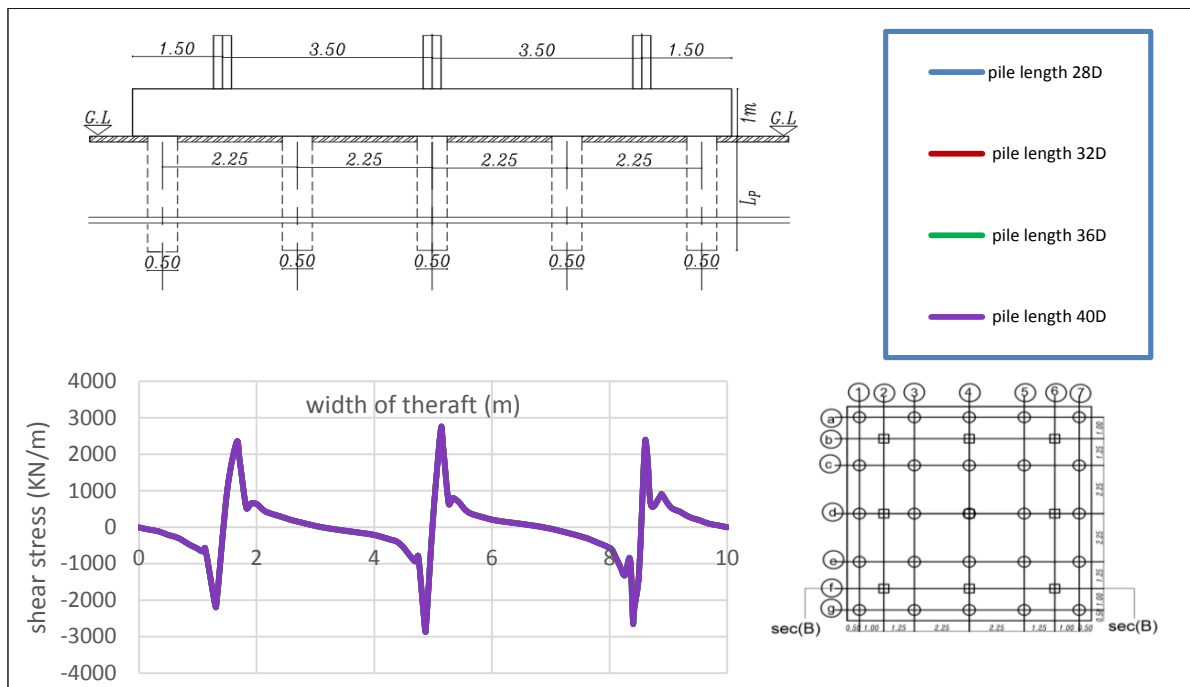 1.50 3.50 3.50 1.50
G.L 1m G.L
2.25 2.25 2.25 2.25
Lp
0.50 0.50 0.50 0.50 0.50
pile length 28D
pile length 32D
pile length 36D
pile length 40D
width of theraft (m)
shear stress (KN/m)
4000
3000
2000
1000
0
-1000
-2000
-3000
-4000
0 2 4 6 8 10
1 2 3 4 5 6 7
a
b
c
d
e
f
g
1.00
1.25
2.25
2.25
1.25
1.00
0.50
sec(B) sec(B)
0.50 1.00 1.25 2.25 2.25 1.25 1.00 0.50